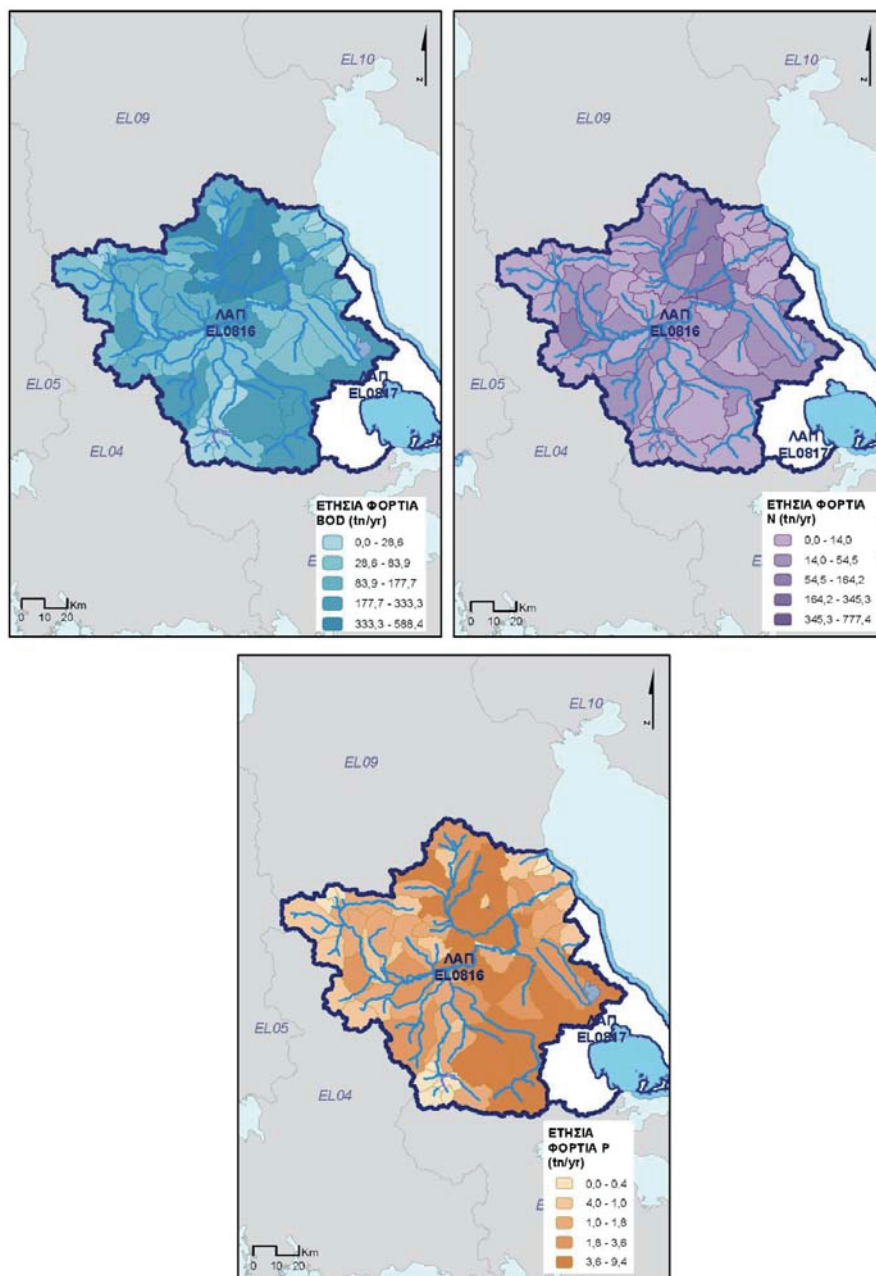 EL10
EL09
ΛΑΠ
EL0816
EL05
ΛΑΠ
EL0817
EL04
ΕΤΗΣΙΑ ΦΟΡΤΙΑ
BOD (tn/yr)
0,0 - 28,6
28,6 - 83,9
83,9 - 177,7
177,7 - 333,3
333,3 - 588,4
Km
0 10 20
z
EL10
EL09
ΛΑΠ
EL0816
EL05
EL04
ΛΑΠ
EL0817
ΕΤΗΣΙΑ ΦΟΡΤΙΑ
N (tn/yr)
0,0 - 14,0
14,0 - 54,5
54,5 - 164,2
164,2 - 345,3
345,3 - 777,4
Km
0 10 20
z
EL10
EL09
ΛΑΠ
EL0816
EL05
ΛΑΠ
EL0817
EL04
ΕΤΗΣΙΑ
ΦΟΡΤΙΑ P
(tn/yr)
0,0 - 0,4
4,0 - 1,0
1,0 - 1,8
1,8 - 3,6
3,6 - 9,4
Km
0 10 20
z